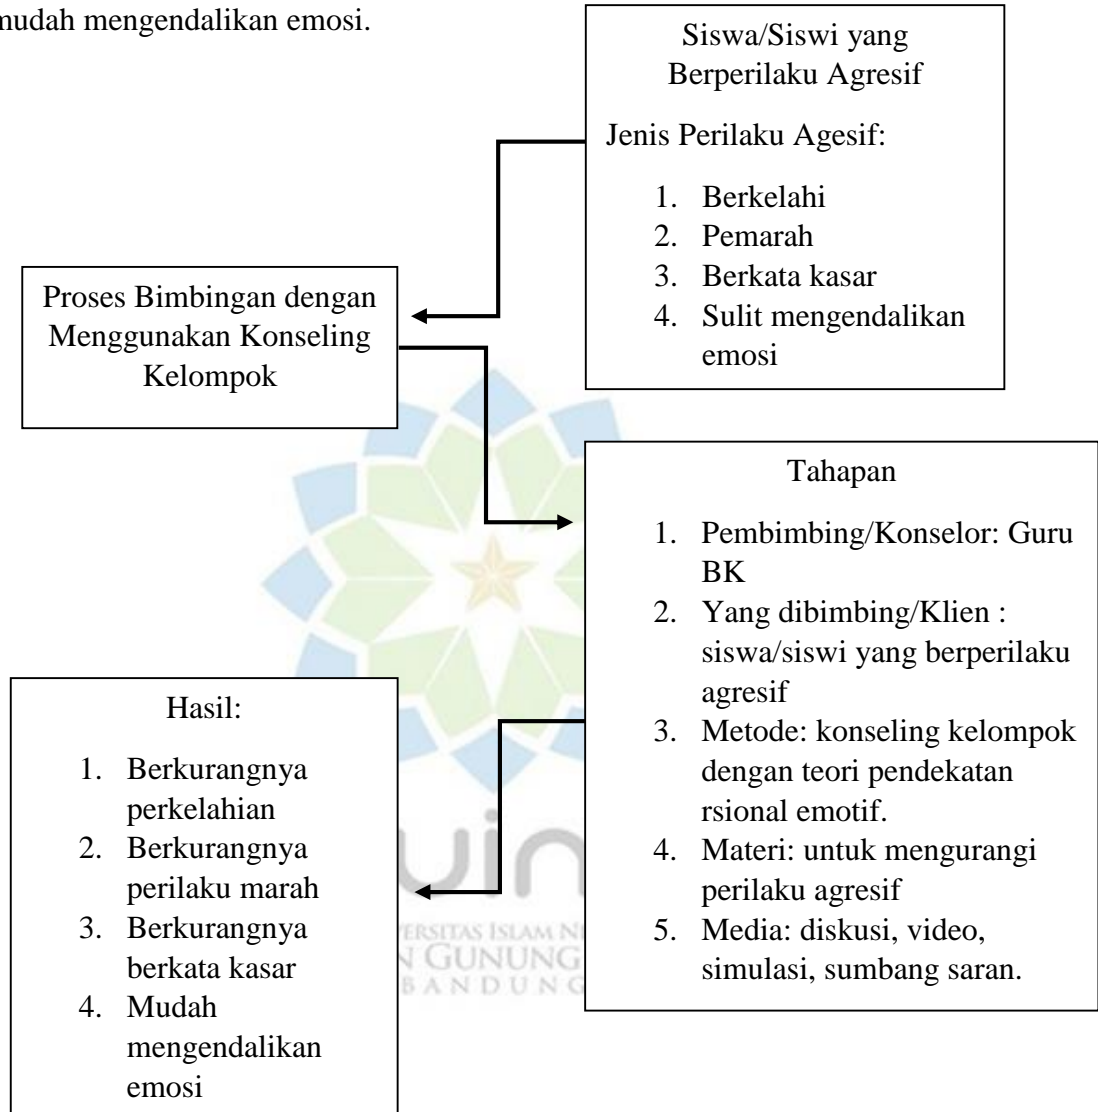 mudah mengendalikan emosi.
Siswa/Siswi yang
Berperilaku Agresif
Jenis Perilaku Agesif:
1. Berkelahi
2. Pemarah
3. Berkata kasar
4. Sulit mengendalikan
emosi
Proses Bimbingan dengan
Menggunakan Konseling
Kelompok
Tahapan
1. Pembimbing/Konselor: Guru
BK
2. Yang dibimbing/Klien :
siswa/siswi yang berperilaku
agresif
3. Metode: konseling kelompok
dengan teori pendekatan
rsional emotif.
4. Materi: untuk mengurangi
perilaku agresif
5. Media: diskusi, video,
simulasi, sumbang saran.
Hasil:
1. Berkurangnya
perkelahian
2. Berkurangnya
perilaku marah
3. Berkurangnya
berkata kasar
4. Mudah
mengendalikan
emosi
uin
ISLAM
GUNUNG
BANDUNG